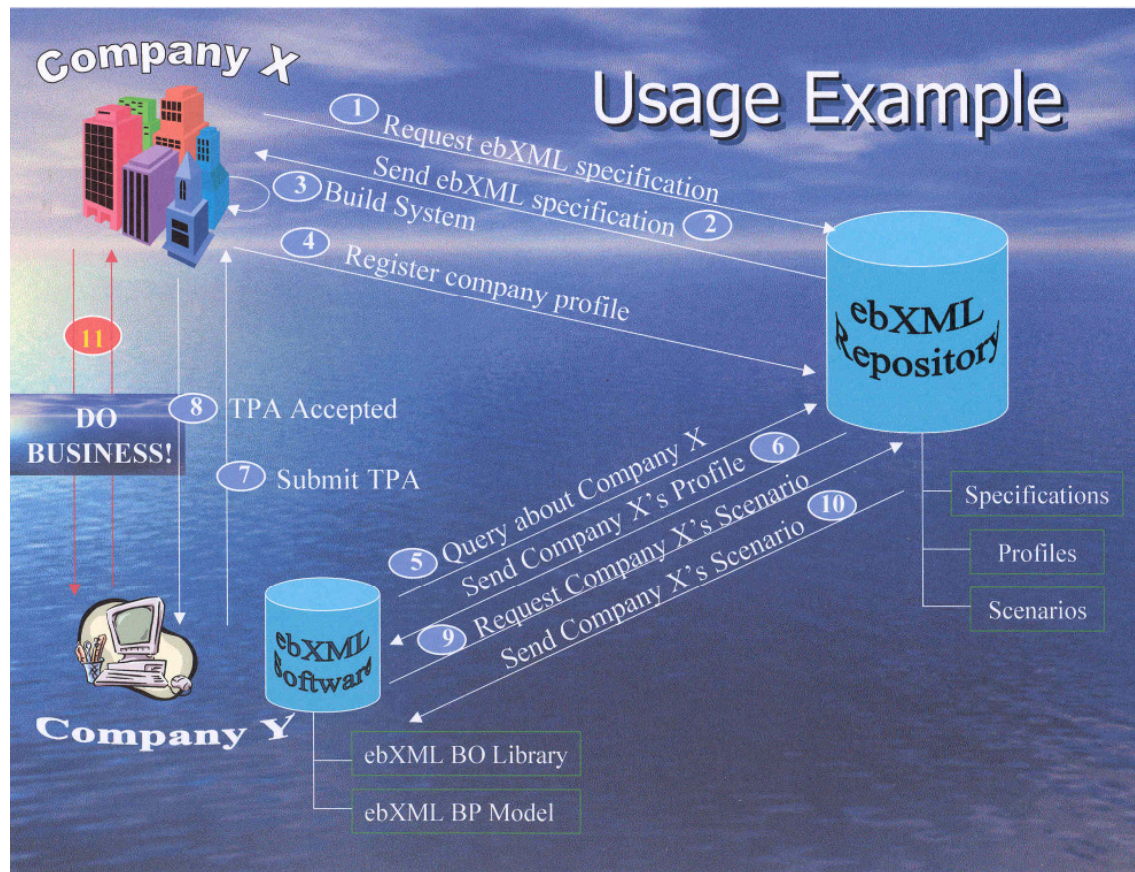 Company X
Usage Example
1
Request ebXML specification
Send ebXML specification
2
3
Build System
4
Register company profile
ebXML
Repository
11
DO
BUSINESS!
8
TPA Accepted
7
Submit TPA
5
Query about Company X
Send Company X's Profile
6
9
Request Company X's Scenario
Send Company X's Scenario
10
Specifications
Profiles
Scenarios
ebXML
Software
Company Y
ebXML BO Library
ebXML BP Model